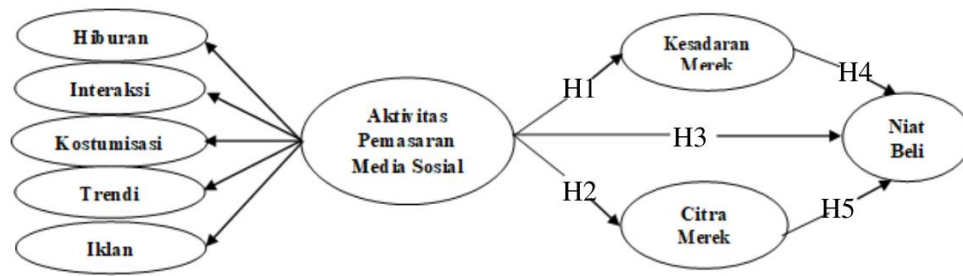 Hiburan
Interaksi
Kostumisasi
Trendi
Iklan
Aktivitas
Pemasaran
Media Sosial
H1
H3
H2
Kesadaran
Merek
Citra
Merek
H4
H5
Niat
Beli